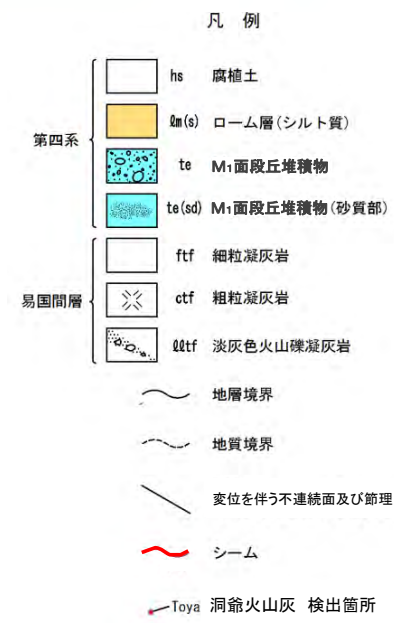 凡 例
第四系
hs 腐植土
ℓm(s) ローム層(シルト質)
te M₁面段丘堆積物
te(sd) M₁面段丘堆積物(砂質部)
易国間層
ftf 細粒凝灰岩
ctf 粗粒凝灰岩
ℓℓtf 淡灰色火山礫凝灰岩
地層境界
地質境界
変位を伴う不連続面及び節理
シーム
Toya 洞爺火山灰 検出箇所